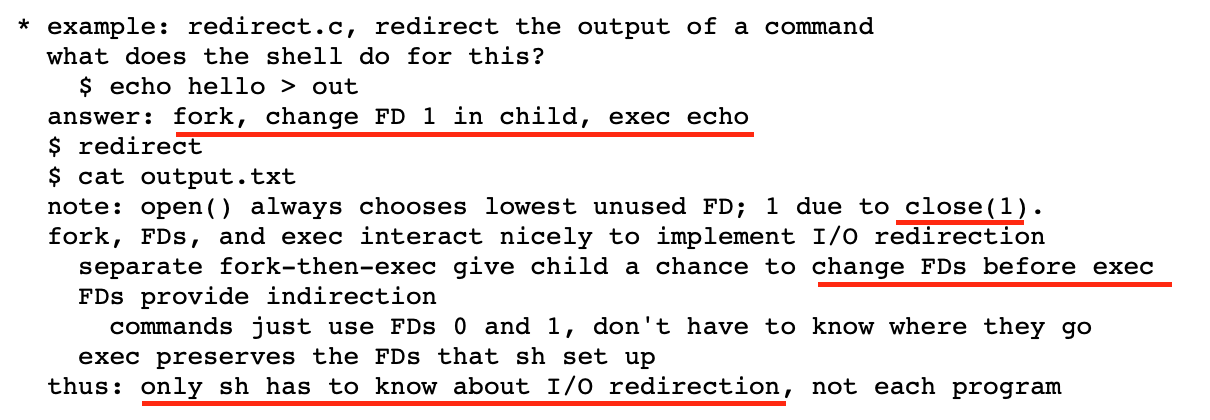 * example: redirect.c, redirect the output of a command
what does the shell do for this?
$ echo hello > out
answer: fork, change FD 1 in child, exec echo
$ redirect
$ cat output.txt
note: open() always chooses lowest unused FD; 1 due to close(1).
fork, FDs, and exec interact nicely to implement I/O redirection
separate fork-then-exec give child a chance to change FDs before exec
FDs provide indirection
commands just use FDs 0 and 1, don't have to know where they go
exec preserves the FDs that sh set up
thus: only sh has to know about I/O redirection, not each program